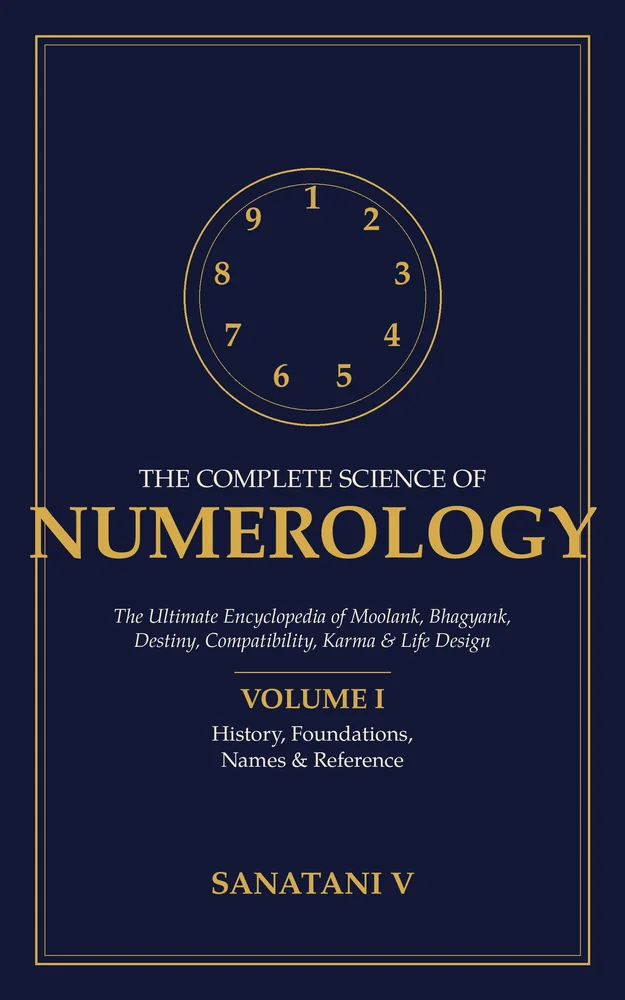 1
2
3
4
5
6
7
8
9
THE COMPLETE SCIENCE OF
NUMEROLOGY
The Ultimate Encyclopedia of Moolank, Bhagyank,
Destiny, Compatibility, Karma & Life Design
VOLUME I
History, Foundations,
Names & Reference
SANATANI V